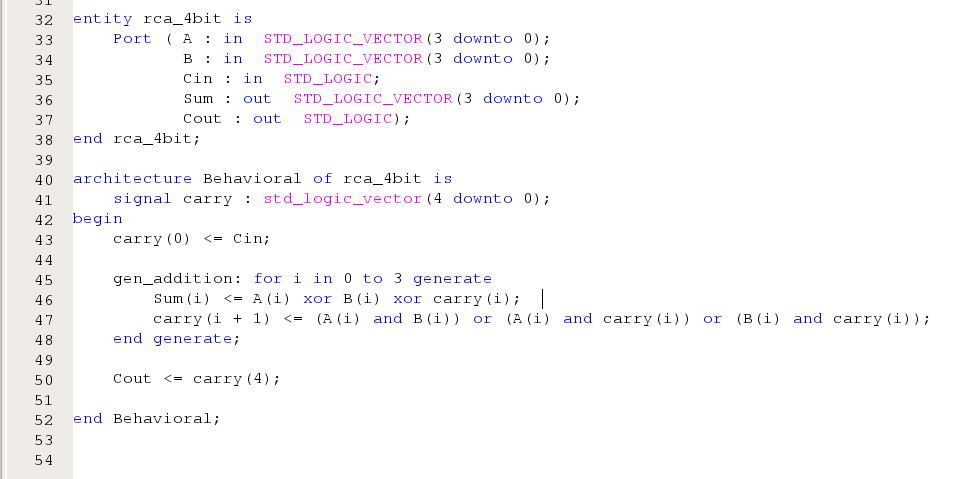 31
32 entity rca_4bit is
33     Port ( A : in  STD_LOGIC_VECTOR(3 downto 0);
34            B : in  STD_LOGIC_VECTOR(3 downto 0);
35            Cin : in  STD_LOGIC;
36            Sum : out  STD_LOGIC_VECTOR(3 downto 0);
37            Cout : out  STD_LOGIC);
38 end rca_4bit;
39
40 architecture Behavioral of rca_4bit is
41     signal carry : std_logic_vector(4 downto 0);
42 begin
43     carry(0) <= Cin;
44
45     gen_addition: for i in 0 to 3 generate
46         Sum(i) <= A(i) xor B(i) xor carry(i);
47         carry(i + 1) <= (A(i) and B(i)) or (A(i) and carry(i)) or (B(i) and carry(i));
48     end generate;
49
50     Cout <= carry(4);
51
52 end Behavioral;
53
54